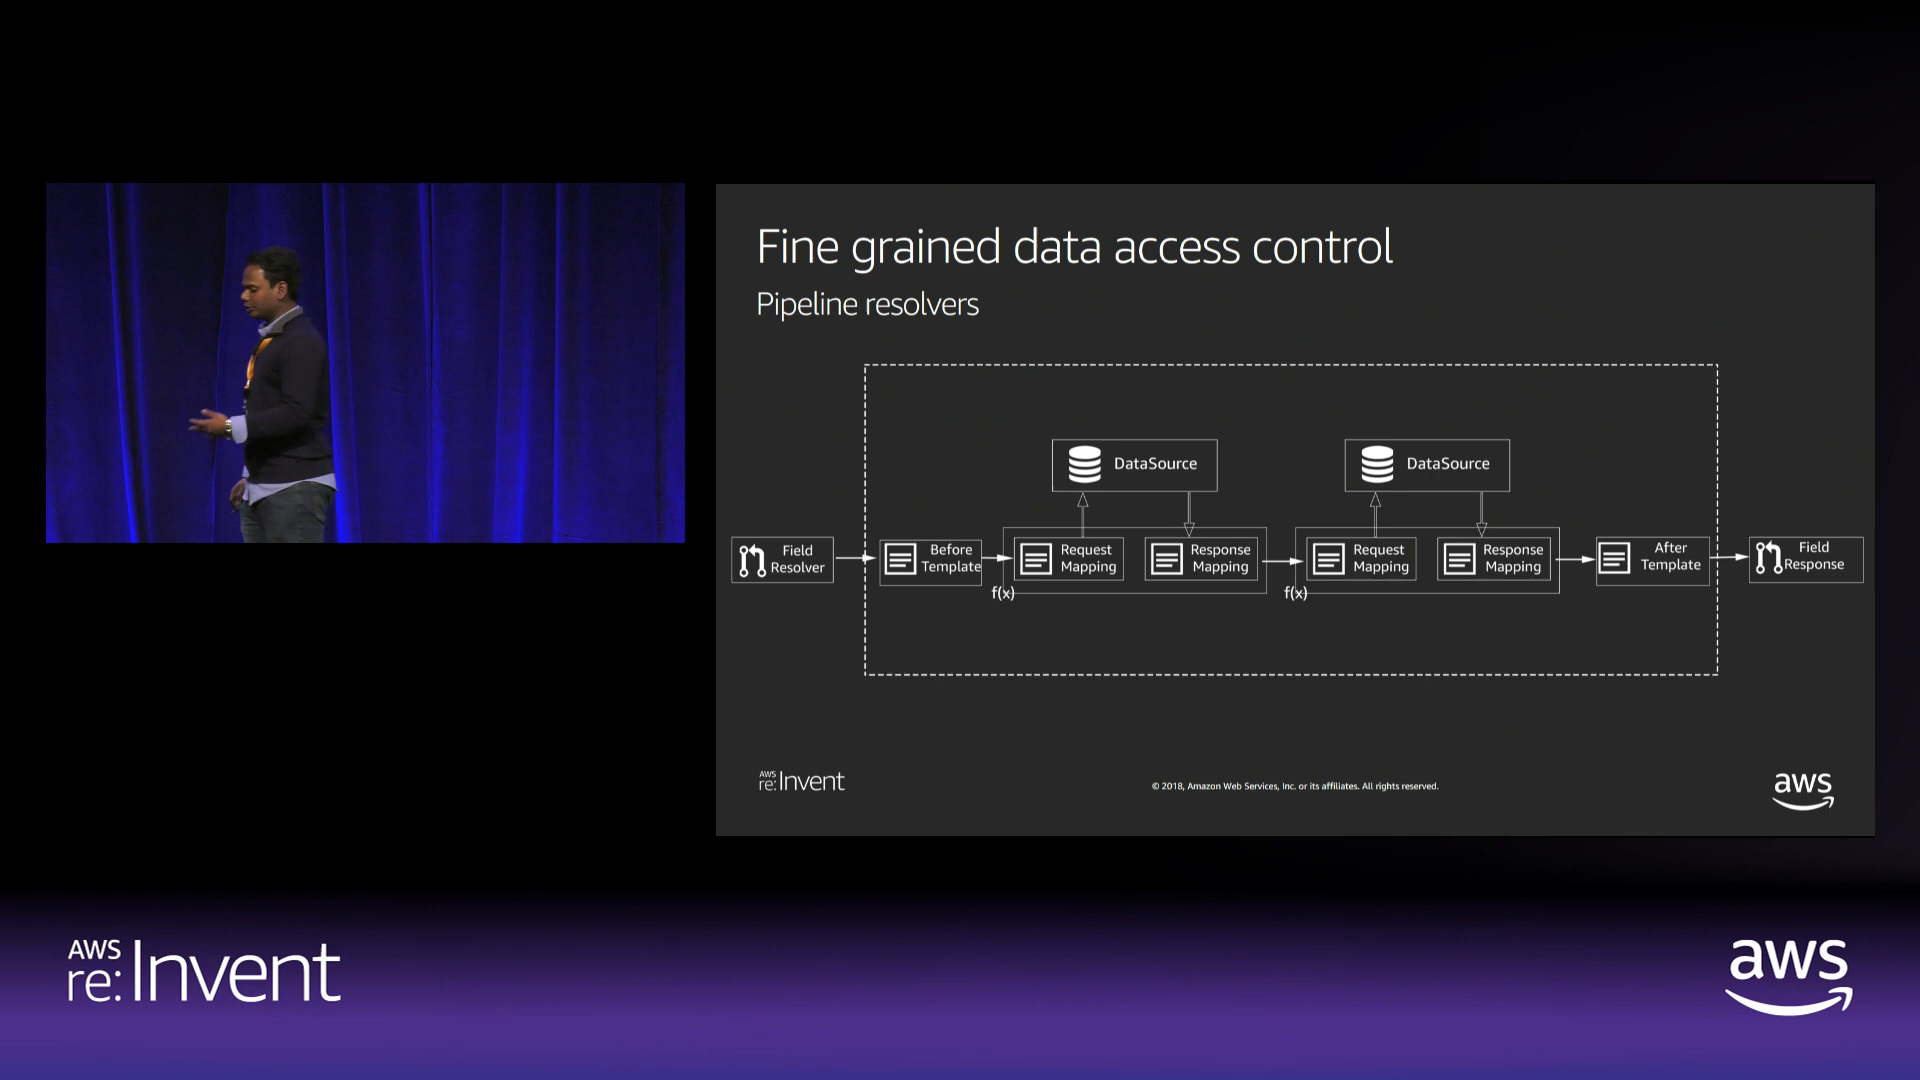 Fine grained data access control
Pipeline resolvers
DataSource
DataSource
Field
Resolver
Before
Template
Request
Mapping
Response
Mapping
f(x)
Request
Mapping
Response
Mapping
f(x)
After
Template
Field
Response
AWS
re:Invent
© 2018, Amazon Web Services, Inc. or its affiliates. All rights reserved.
aws
AWS
re:Invent
aws